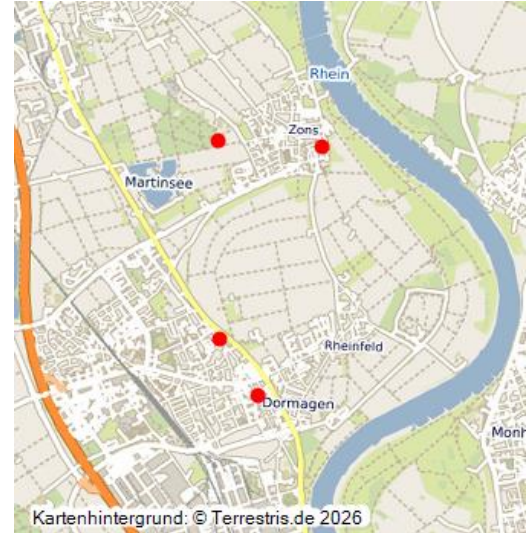 Rhein
Zons
Martinsee
Rheinfeld
Dormagen
Monh
Kartenhintergrund: © Terrestris.de 2026